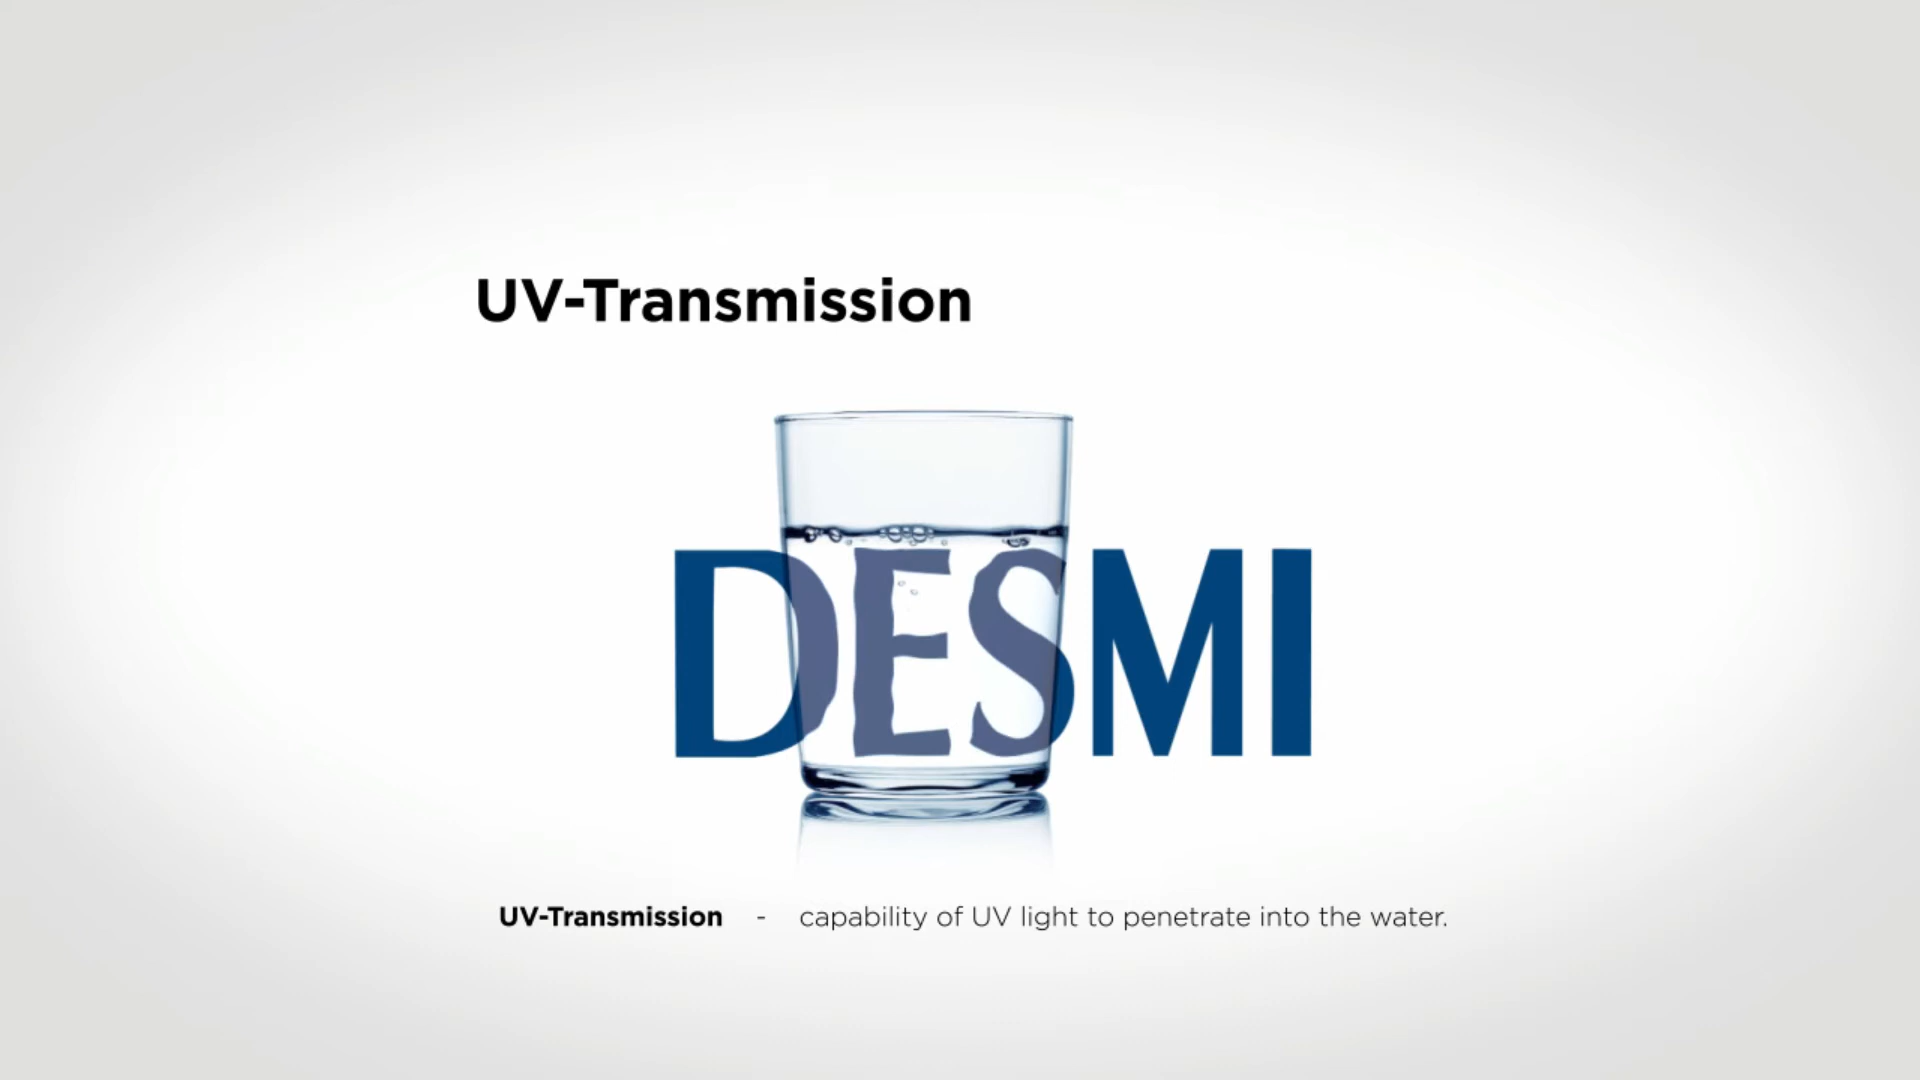 UV-Transmission
DESMI
UV-Transmission - capability of UV light to penetrate into the water.